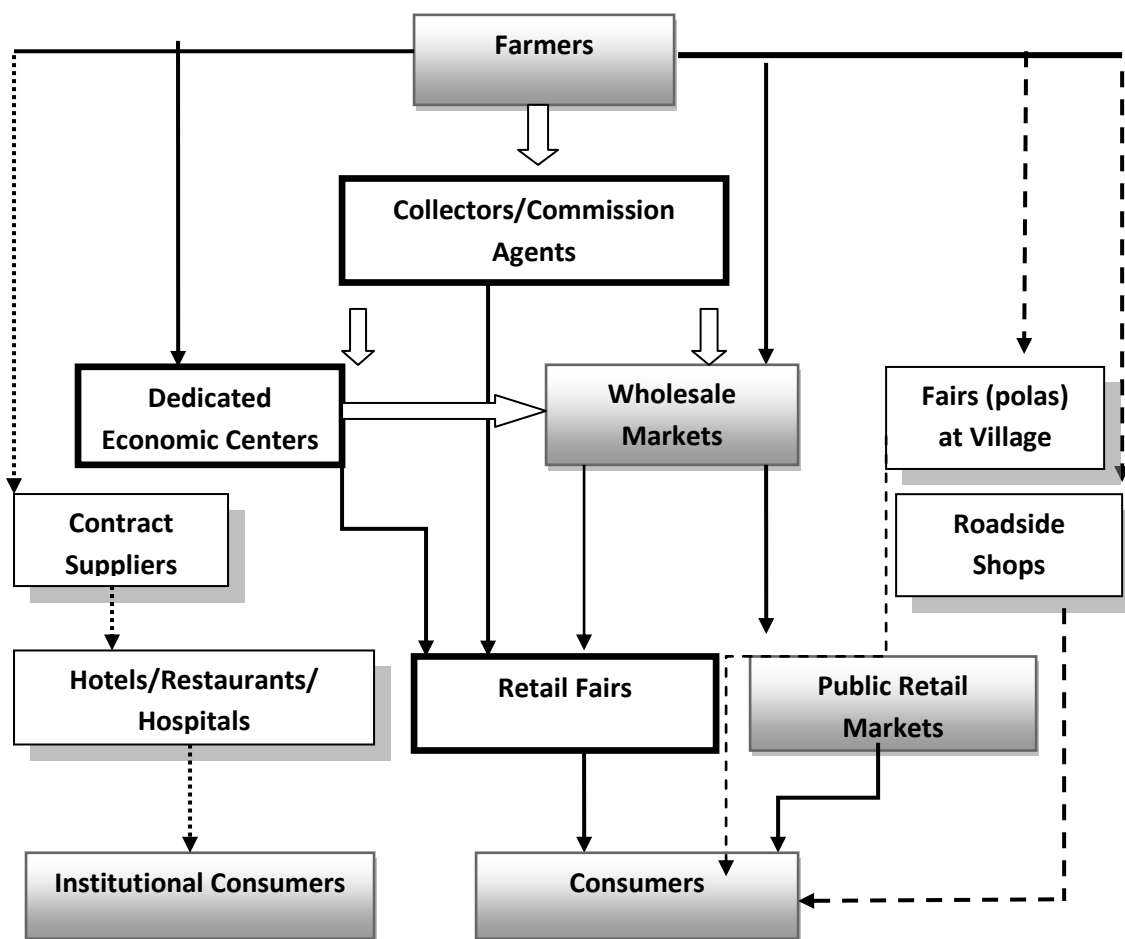 Farmers
Collectors/Commission
Agents
Dedicated
Economic Centers
Wholesale
Markets
Fairs (polas)
at Village
Contract
Suppliers
Roadside
Shops
Hotels/Restaurants/
Hospitals
Retail Fairs
Public Retail
Markets
Institutional Consumers
Consumers